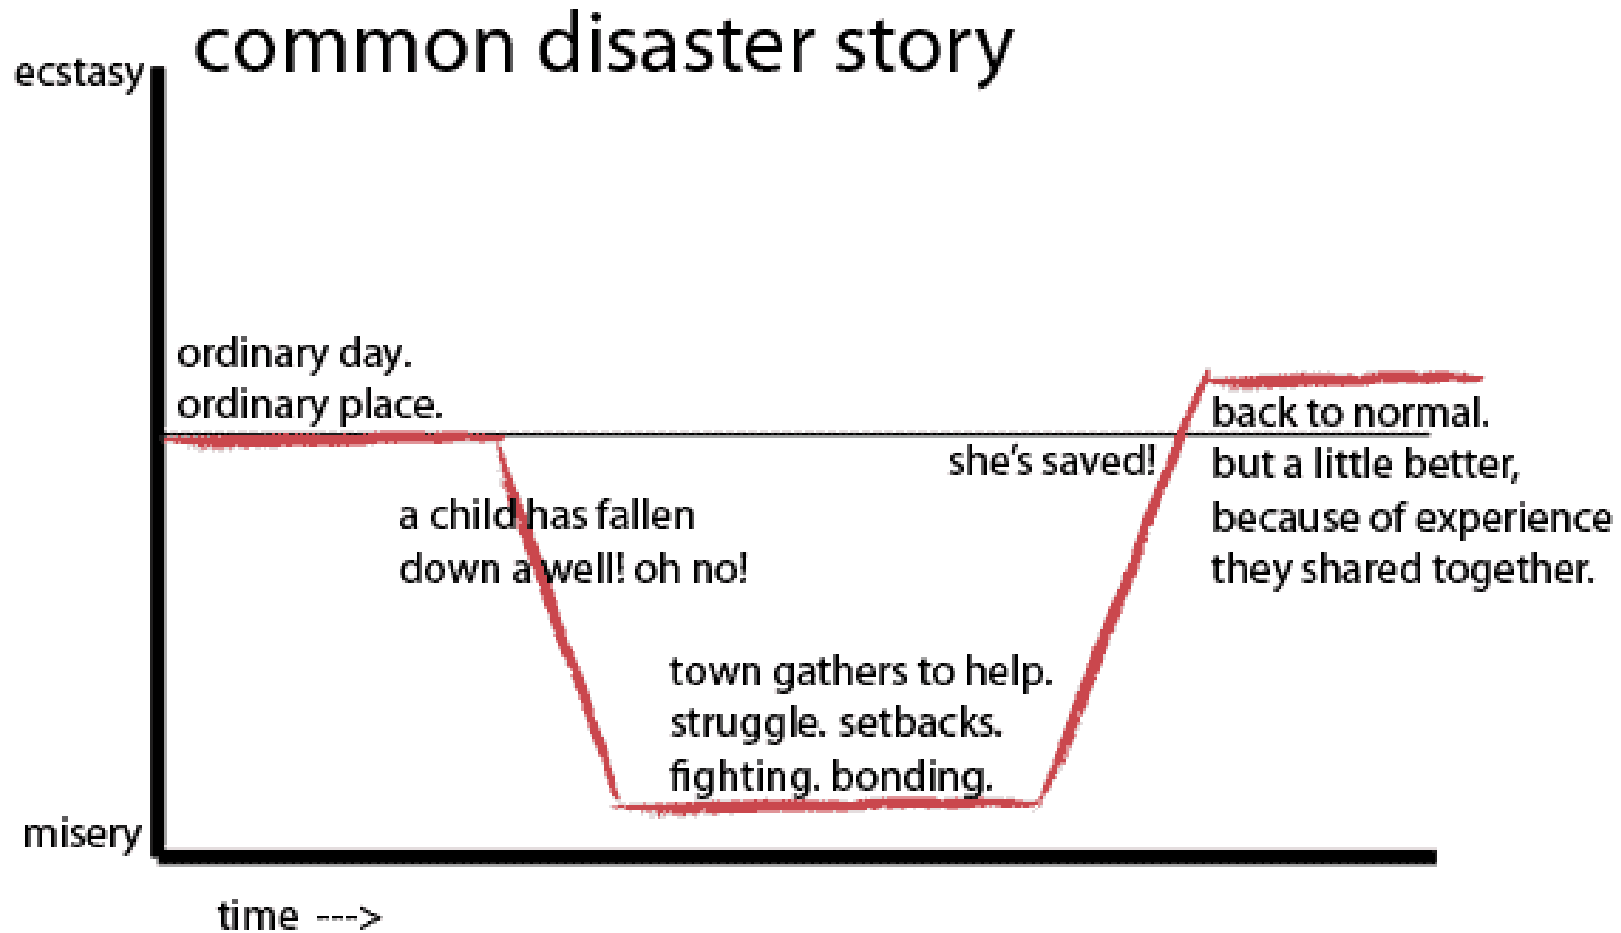 common disaster story
ecstasy
ordinary day.
ordinary place.
a child has fallen
down a well! oh no!
town gathers to help.
struggle. setbacks.
fighting. bonding.
she's saved!
back to normal.
but a little better,
because of experience
they shared together.
misery
time --->